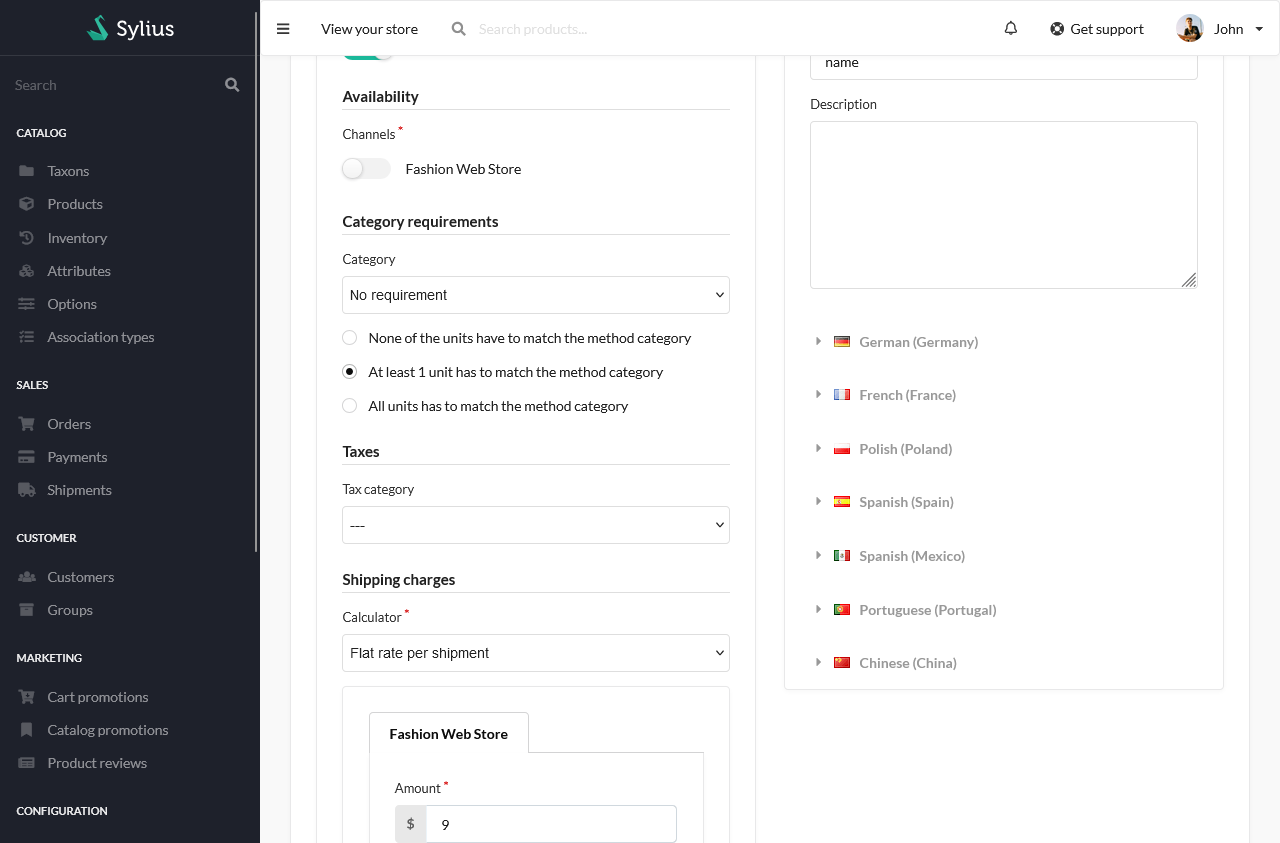 Sylius
View your store
Search products...
Get support
John
Search
CATALOG
Taxons
Products
Inventory
Attributes
Options
Association types
SALES
Orders
Payments
Shipments
CUSTOMER
Customers
Groups
MARKETING
Cart promotions
Catalog promotions
Product reviews
CONFIGURATION
Availability
Channels *
Fashion Web Store
Category requirements
Category
No requirement
None of the units have to match the method category
At least 1 unit has to match the method category
All units has to match the method category
Taxes
Tax category
---
Shipping charges
Calculator *
Flat rate per shipment
Fashion Web Store
Amount *
$ 9
name
Description
German (Germany)
French (France)
Polish (Poland)
Spanish (Spain)
Spanish (Mexico)
Portuguese (Portugal)
Chinese (China)